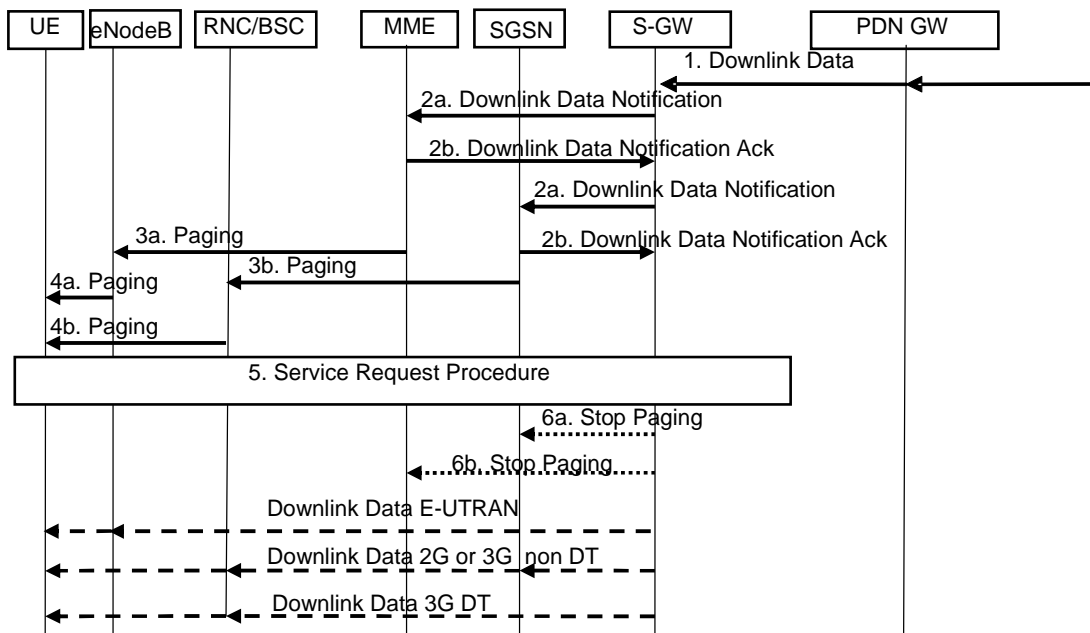 UE
eNodeB
RNC/BSC
MME
SGSN
S-GW
PDN GW
1. Downlink Data
2a. Downlink Data Notification
2b. Downlink Data Notification Ack
2a. Downlink Data Notification
3a. Paging
2b. Downlink Data Notification Ack
3b. Paging
4a. Paging
4b. Paging
5. Service Request Procedure
6a. Stop Paging
6b. Stop Paging
Downlink Data E-UTRAN
Downlink Data 2G or 3G non DT
Downlink Data 3G DT